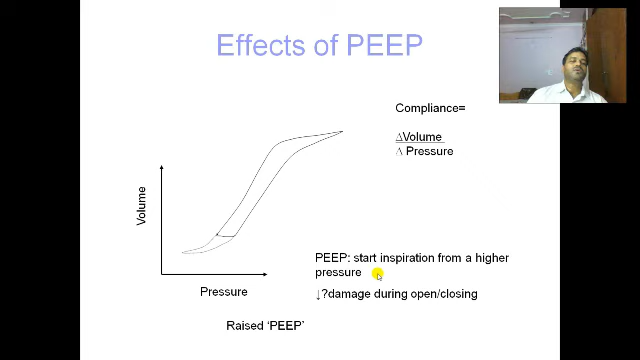 Effects of PEEP
Compliance=
∆Volume
∆ Pressure
Volume
PEEP: start inspiration from a higher
pressure
↓?damage during open/closing
Pressure
Raised 'PEEP'